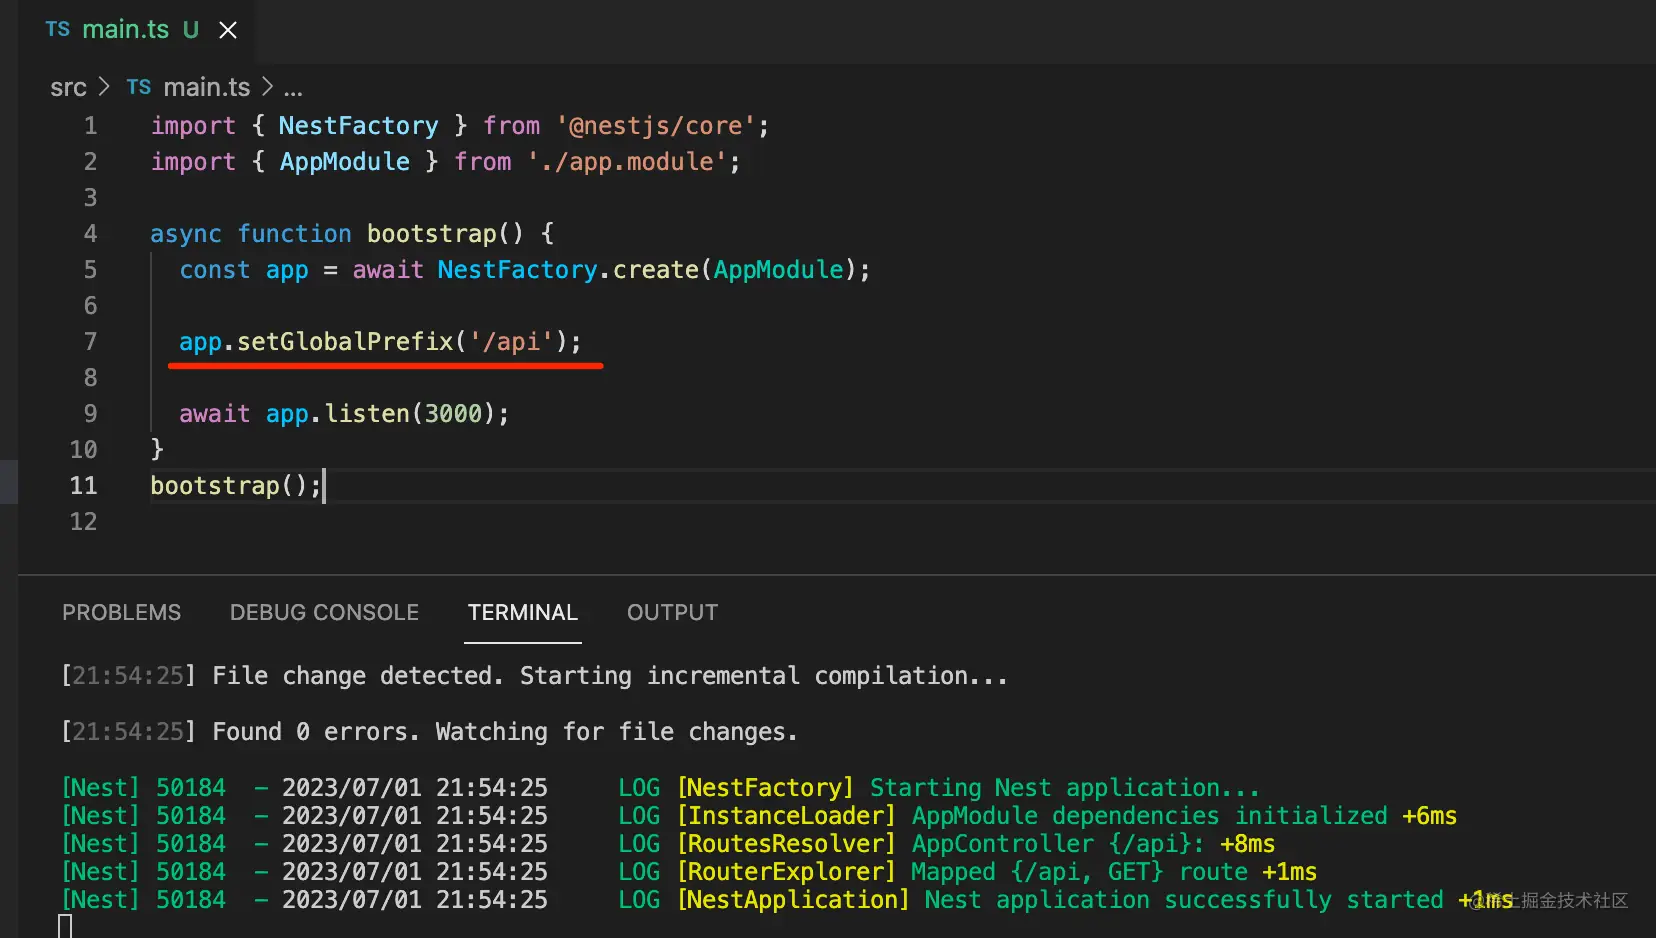 TS main.ts U
src > TS main.ts > ...
1 import { NestFactory } from '@nestjs/core';
2 import { AppModule } from './app.module';
3
4 async function bootstrap() {
5 const app = await NestFactory.create(AppModule);
6
7 app.setGlobalPrefix('/api');
8
9 await app.listen(3000);
10 }
11 bootstrap();
12
PROBLEMS DEBUG CONSOLE TERMINAL OUTPUT
[21:54:25] File change detected. Starting incremental compilation...
[21:54:25] Found 0 errors. Watching for file changes.
[Nest] 50184 - 2023/07/01 21:54:25 LOG [NestFactory] Starting Nest application...
[Nest] 50184 - 2023/07/01 21:54:25 LOG [InstanceLoader] AppModule dependencies initialized +6ms
[Nest] 50184 - 2023/07/01 21:54:25 LOG [RoutesResolver] AppController {/api}: +8ms
[Nest] 50184 - 2023/07/01 21:54:25 LOG [RouterExplorer] Mapped {/api, GET} route +1ms
[Nest] 50184 - 2023/07/01 21:54:25 LOG [NestApplication] Nest application successfully started +1ms
@稀土掘金技术社区